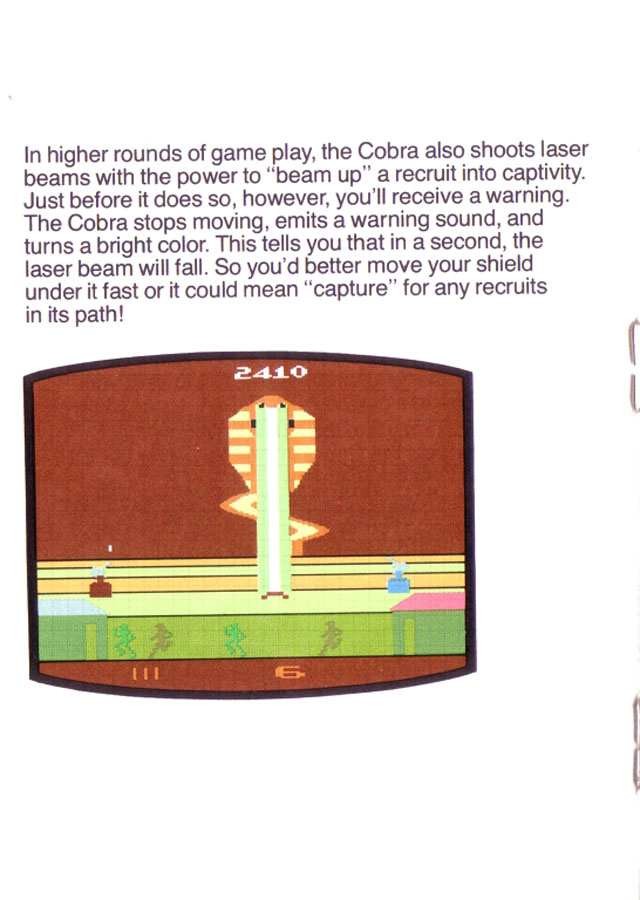 In higher rounds of game play, the Cobra also shoots laser
beams with the power to “beam up” a recruit into captivity.
Just before it does so, however, you’ll receive a warning.
The Cobra stops moving, emits a warning sound, and
turns a bright color. This tells you that in a second, the
laser beam will fall. So you’d better move your shield
under it fast or it could mean “capture” for any recruits
in its path!
2410
III
6